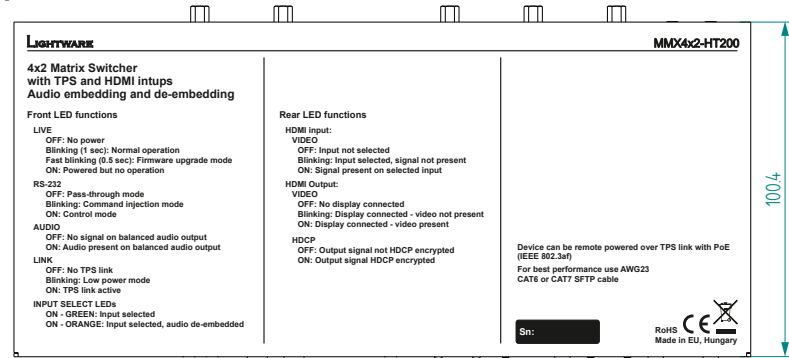 LIGHTWARE
MMX4x2-HT200
4x2 Matrix Switcher
with TPS and HDMI intups
Audio embedding and de-embedding
Front LED functions
LIVE
OFF: No power
Blinking (1 sec): Normal operation
Fast blinking (0.5 sec): Firmware upgrade mode
ON: Powered but no operation
RS-232
OFF: Pass-through mode
Blinking: Command injection mode
ON: Control mode
AUDIO
OFF: No signal on balanced audio output
ON: Audio present on balanced audio output
LINK
OFF: No TPS link
Blinking: Low power mode
ON: TPS link active
INPUT SELECT LEDs
ON - GREEN: Input selected
ON - ORANGE: Input selected, audio de-embedded
Rear LED functions
HDMI input:
VIDEO
OFF: Input not selected
Blinking: Input selected, signal not present
ON: Signal present on selected input
HDMI Output:
VIDEO
OFF: No display connected
Blinking: Display connected - video not present
ON: Display connected - video present
HDCP
OFF: Output signal not HDCP encrypted
ON: Output signal HDCP encrypted
Device can be remote powered over TPS link with PoE
(IEEE 802.3af)
For best performance use AWG23
CAT6 or CAT7 SFTP cable
Sn:
RoHS CE
Made in EU, Hungary
100.4